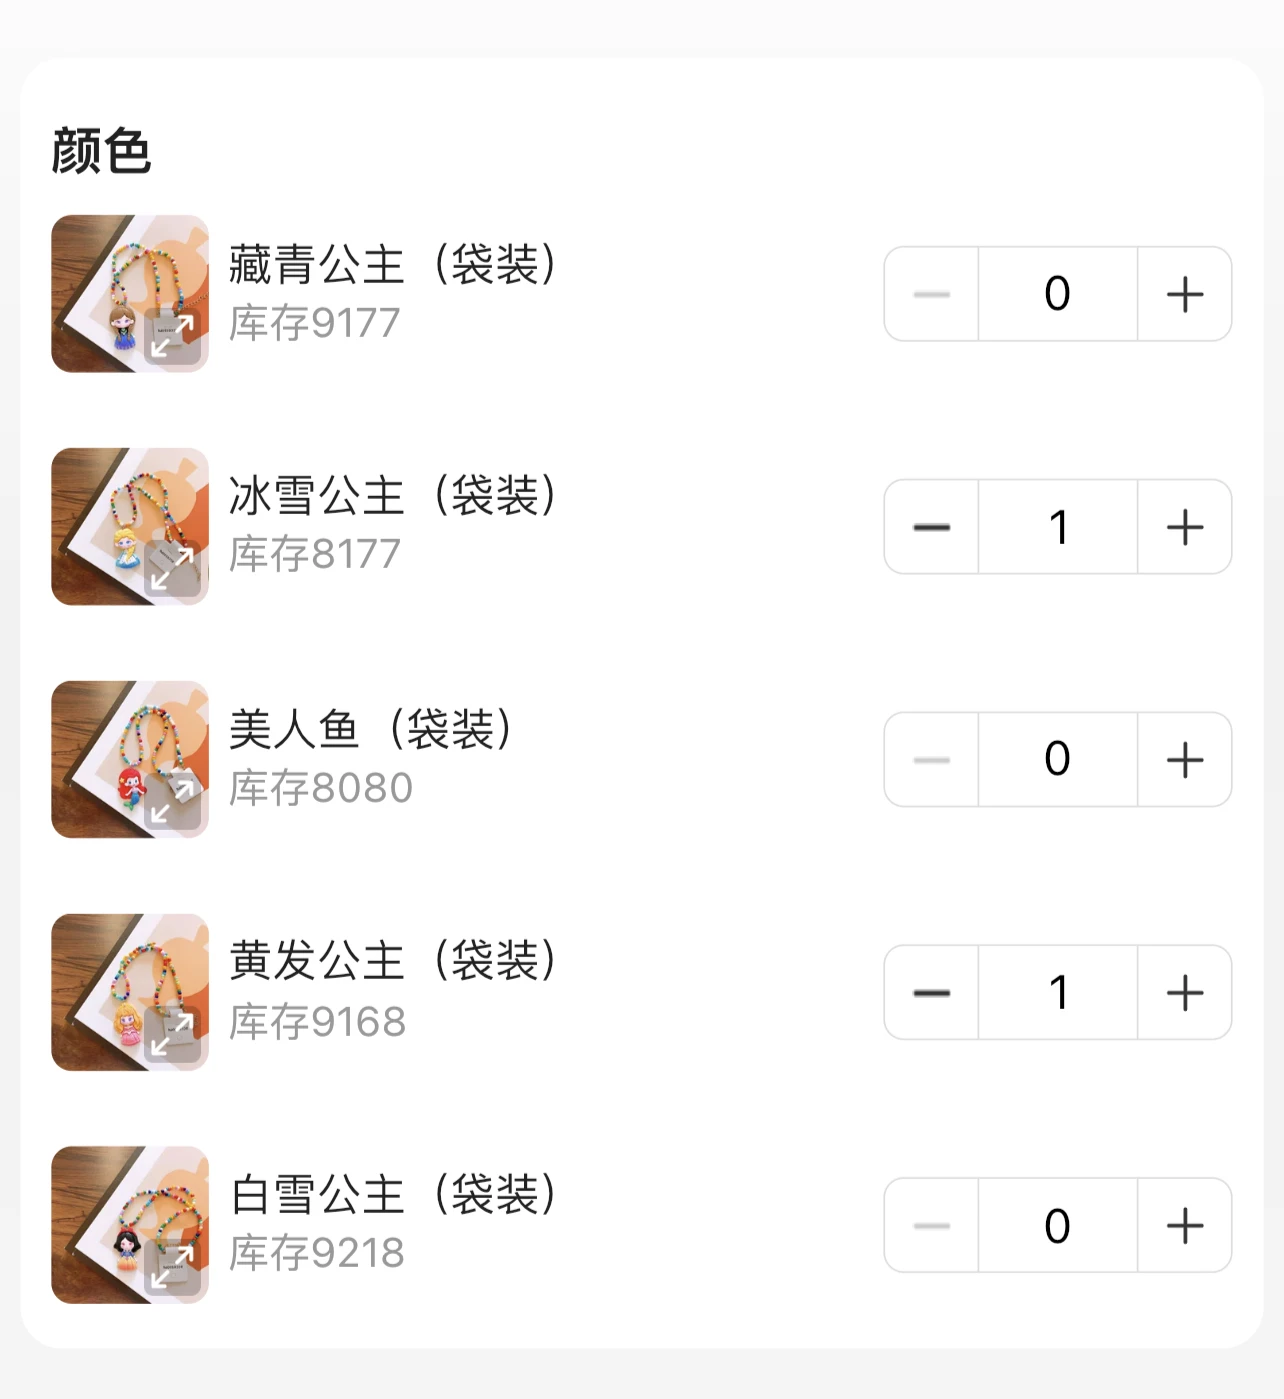 颜色
藏青公主（袋装）
库存9177
0
冰雪公主（袋装）
库存8177
1
美人鱼（袋装）
库存8080
0
黄发公主（袋装）
库存9168
1
白雪公主（袋装）
库存9218
0